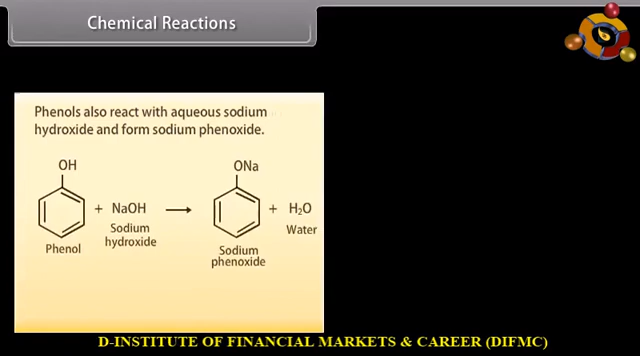 Chemical Reactions
Phenols also react with aqueous sodium
hydroxide and form sodium phenoxide.
OH
ONa
+ NaOH
+ H₂O
Sodium
hydroxide
Water
Phenol
Sodium
phenoxide
D-INSTITUTE OF FINANCIAL MARKETS & CAREER (DIFMC)